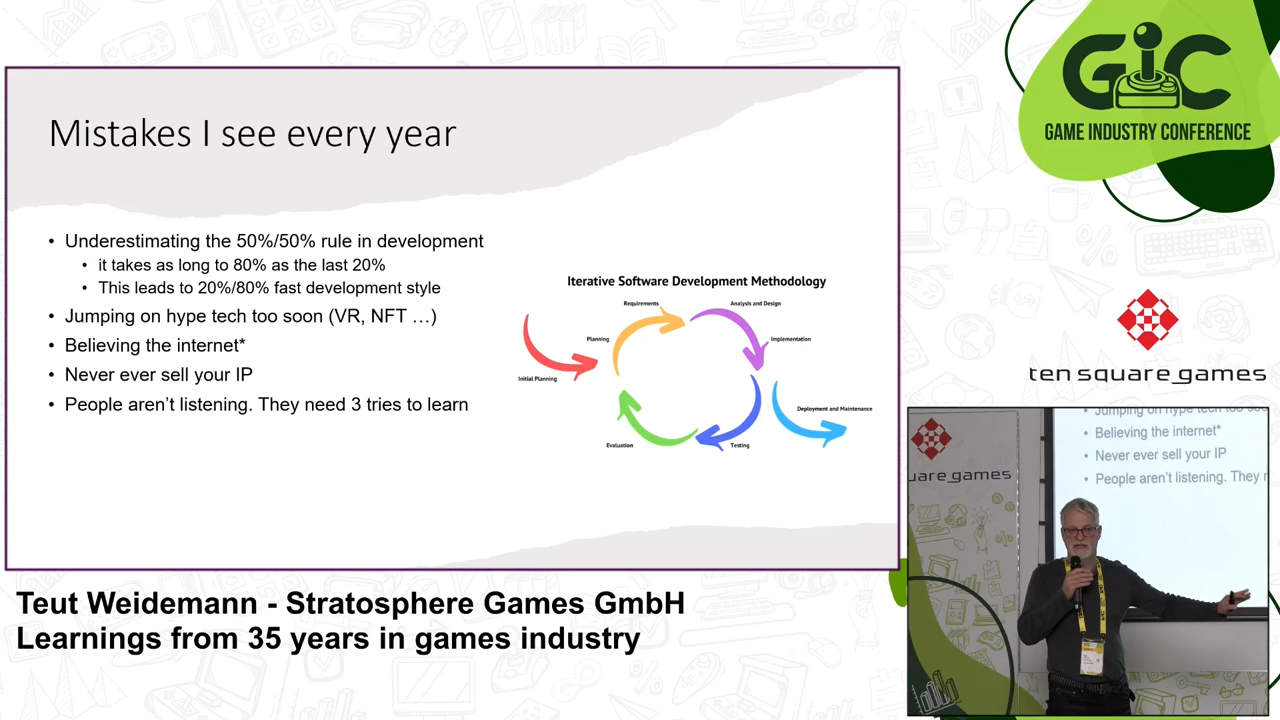 Mistakes I see every year
• Underestimating the 50%/50% rule in development
• it takes as long to 80% as the last 20%
• This leads to 20%/80% fast development style
• Jumping on hype tech too soon (VR, NFT …)
• Believing the internet*
• Never ever sell your IP
• People aren't listening. They need 3 tries to learn
Iterative Software Development Methodology
Requirements
Analysis and Design
Planning
Implementation
Initial Planning
Deployment and Maintenance
Evaluation
Testing
GIC
GAME INDUSTRY CONFERENCE
ten square games
Jumping on hype tech too soo
• Believing the internet*
• Never ever sell your IP
• People aren't listening. They
uare games
Teut Weidemann - Stratosphere Games GmbH
Learnings from 35 years in games industry